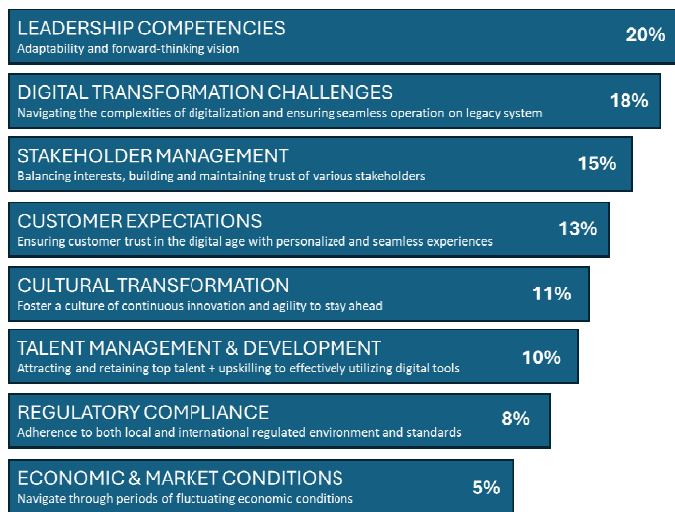 LEADERSHIP COMPETENCIES
20%
Adaptability and forward-thinking vision
DIGITAL TRANSFORMATION CHALLENGES
18%
Navigating the complexities of digitalization and ensuring seamless operation on legacy system
STAKEHOLDER MANAGEMENT
15%
Balancing interests, building and maintaining trust of various stakeholders
CUSTOMER EXPECTATIONS
13%
Ensuring customer trust in the digital age with personalized and seamless experiences
CULTURAL TRANSFORMATION
11%
Foster a culture of continuous innovation and agility to stay ahead
TALENT MANAGEMENT & DEVELOPMENT
10%
Attracting and retaining top talent + upskilling to effectively utilizing digital tools
REGULATORY COMPLIANCE
8%
Adherence to both local and international regulated environment and standards
ECONOMIC & MARKET CONDITIONS
5%
Navigate through periods of fluctuating economic conditions